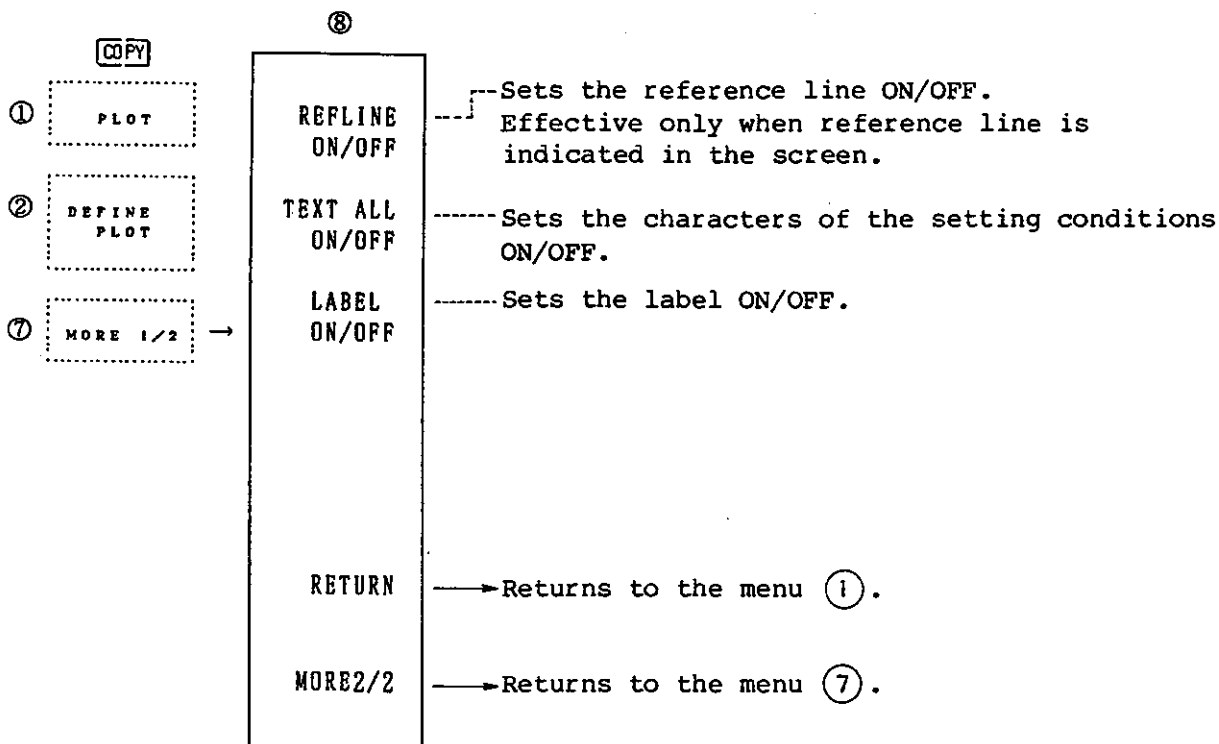 ⑧
COPY
① PLOT
REFLINE
ON/OFF
Sets the reference line ON/OFF.
Effective only when reference line is
indicated in the screen.
② DEFINE
PLOT
TEXT ALL
ON/OFF
Sets the characters of the setting conditions
ON/OFF.
⑦ MORE 1/2 →
LABEL
ON/OFF
Sets the label ON/OFF.
RETURN
Returns to the menu ①.
MORE2/2
Returns to the menu ⑦.